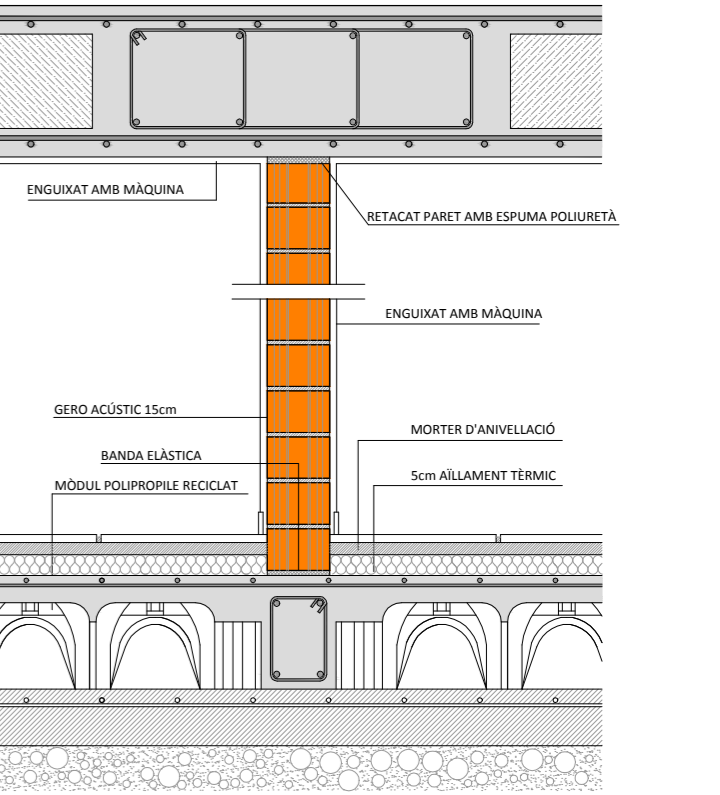 ENGUIXAT AMB MÀQUINA
RETACAT PARET AMB ESPUMA POLIURETÀ
ENGUIXAT AMB MÀQUINA
GERO ACÚSTIC 15cm
MORTER D'ANIVELLACIÓ
BANDA ELÀSTICA
5cm AÏLLAMENT TÈRMIC
MÒDUL POLIPROPILE RECICLAT